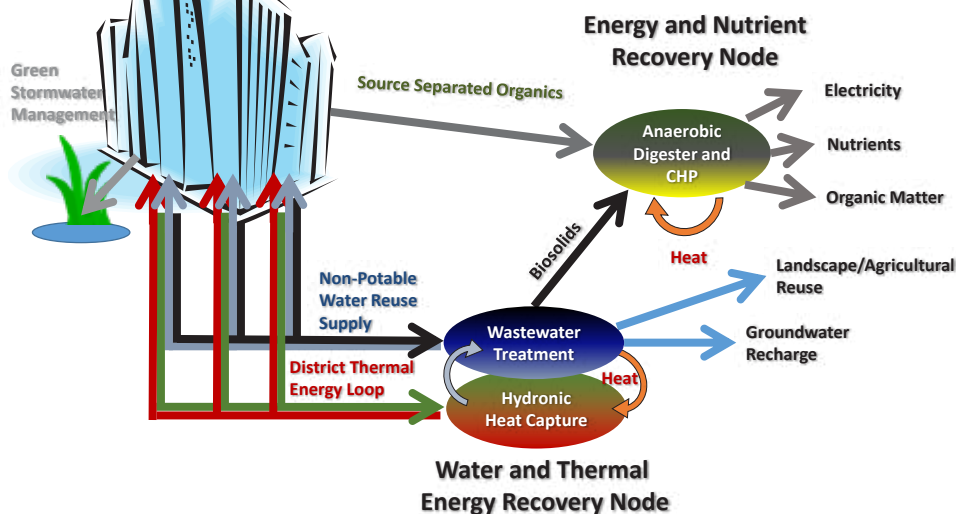 Energy and Nutrient
Recovery Node
Green
Stormwater
Management
Source Separated Organics
Electricity
Anaerobic
Digester and
CHP
Nutrients
Organic Matter
Biosolids
Heat
Non-Potable
Water Reuse
Supply
Landscape/Agricultural
Reuse
Wastewater
Treatment
Groundwater
Recharge
District Thermal
Energy Loop
Heat
Hydronic
Heat Capture
Water and Thermal
Energy Recovery Node